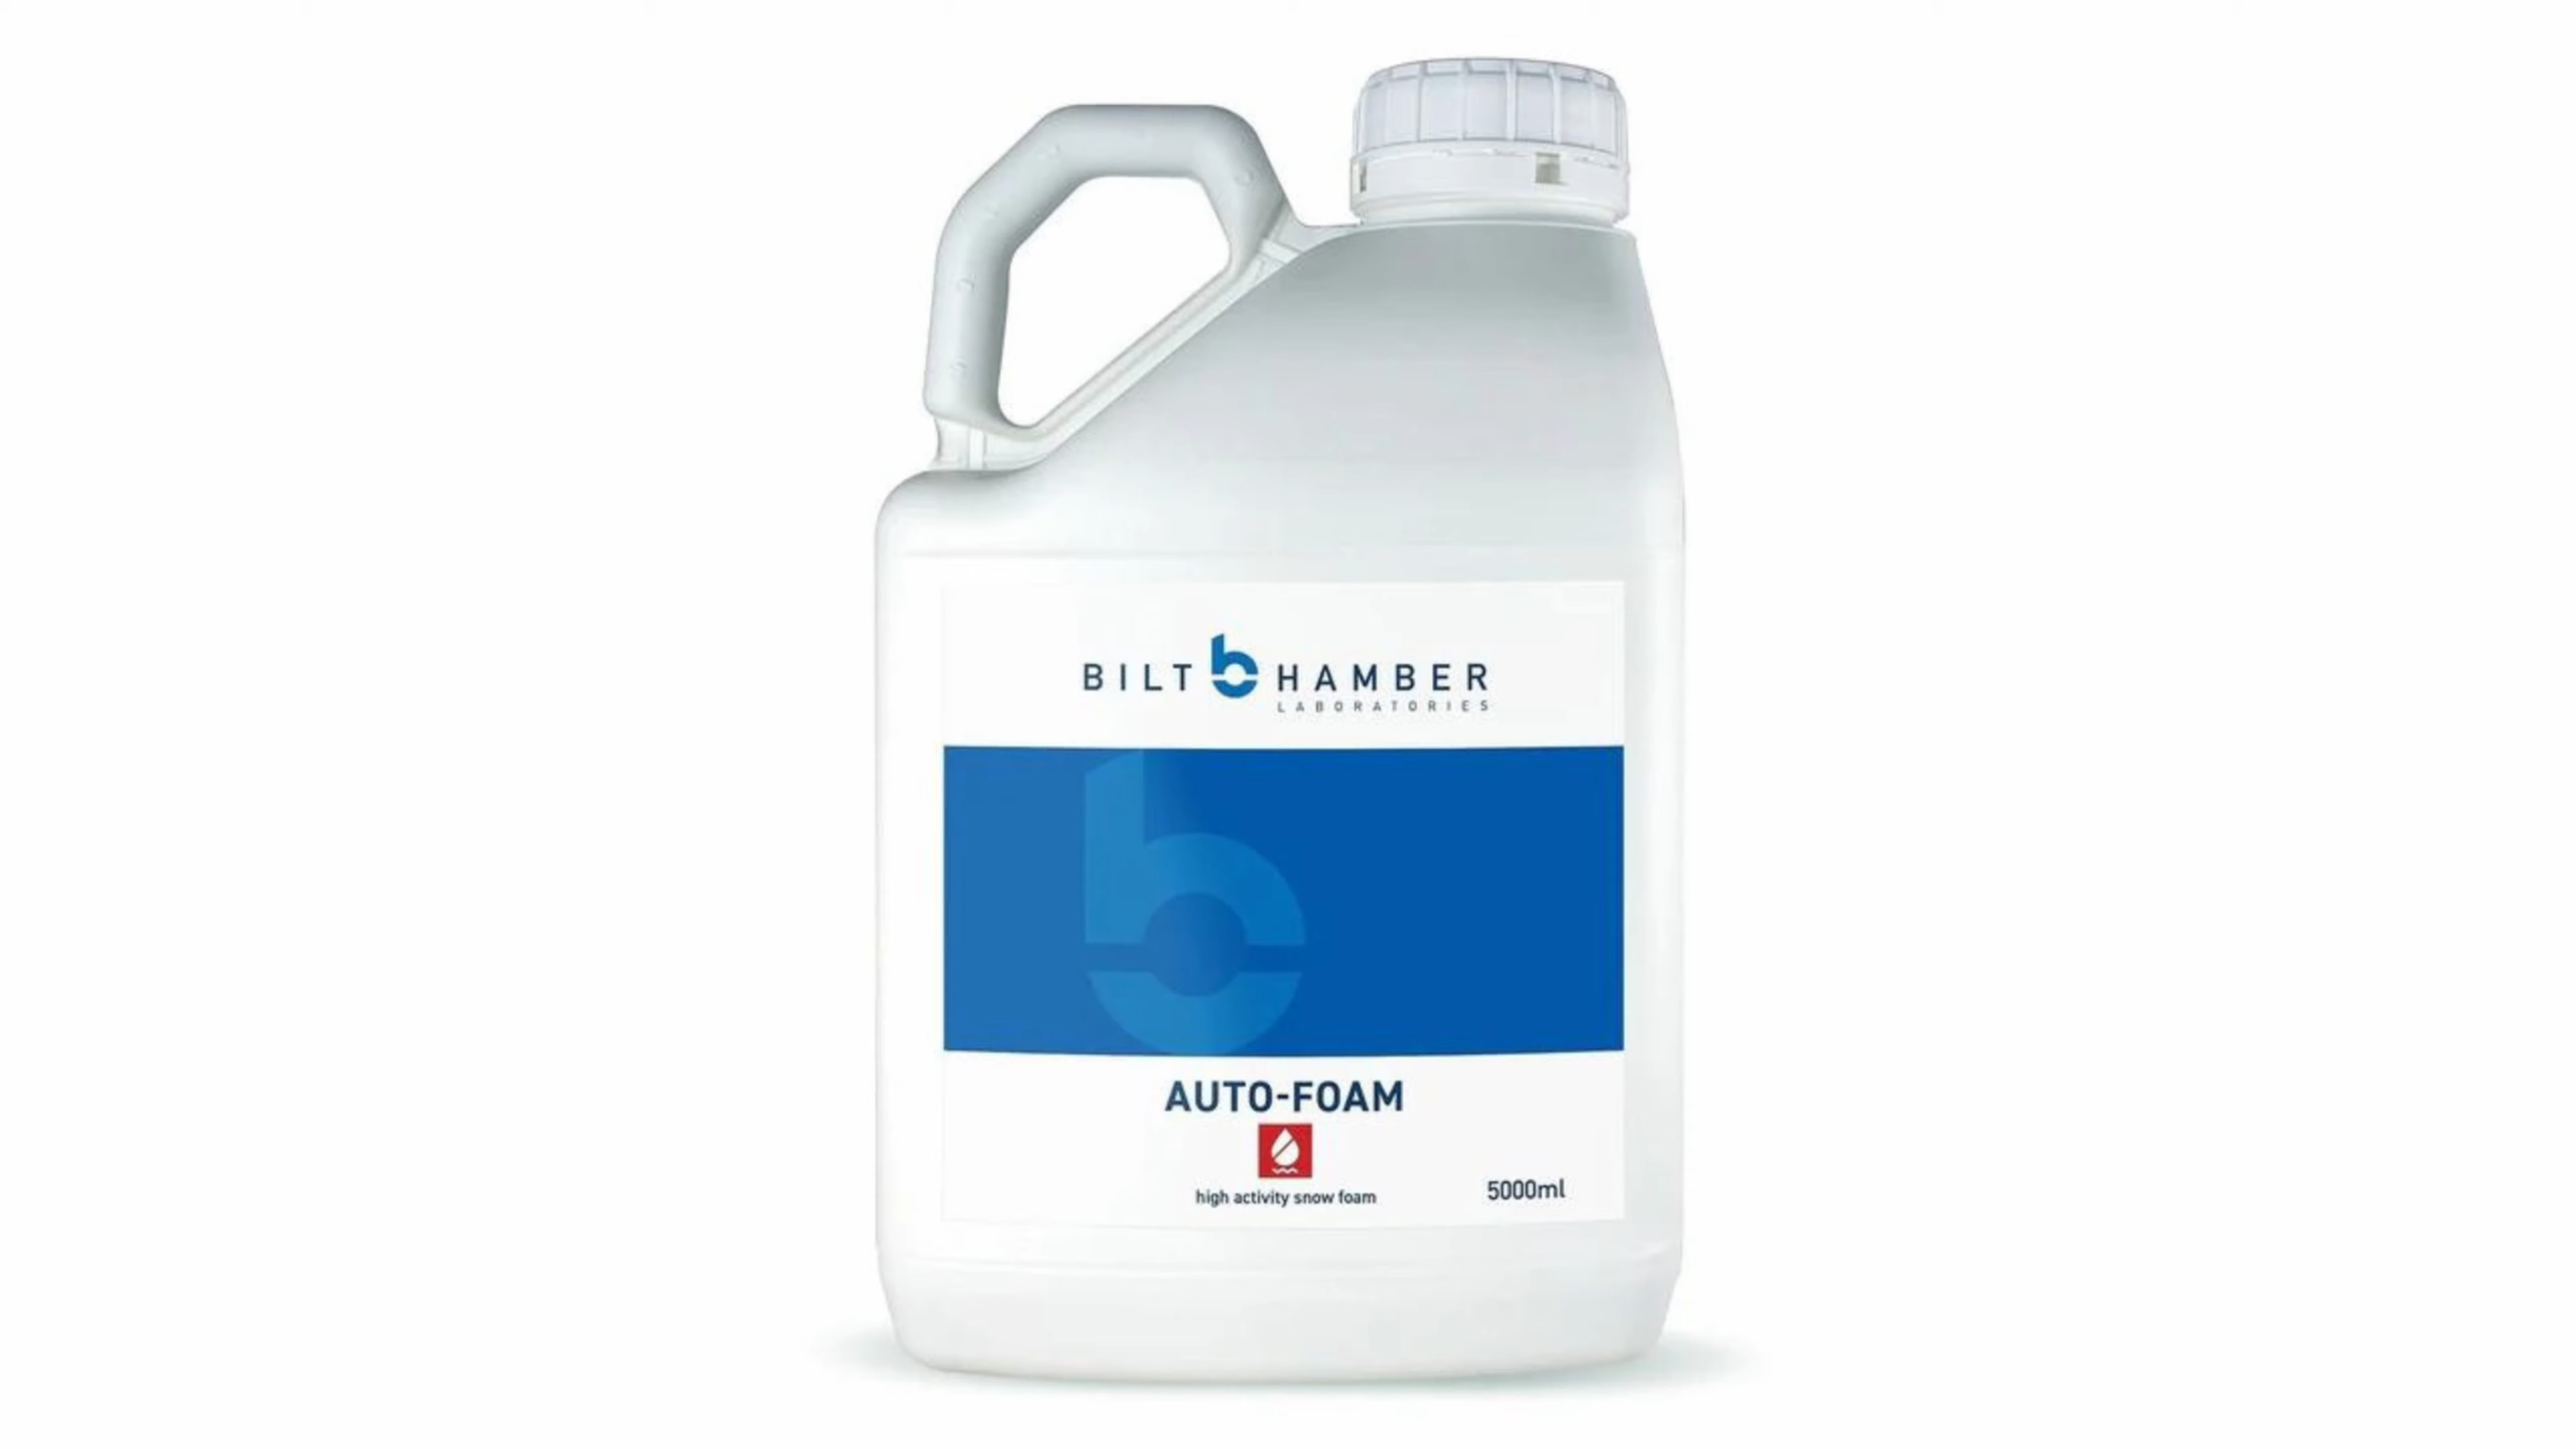 BILT b HAMBER
LABORATORIES
AUTO-FOAM
high activity snow foam
5000ml